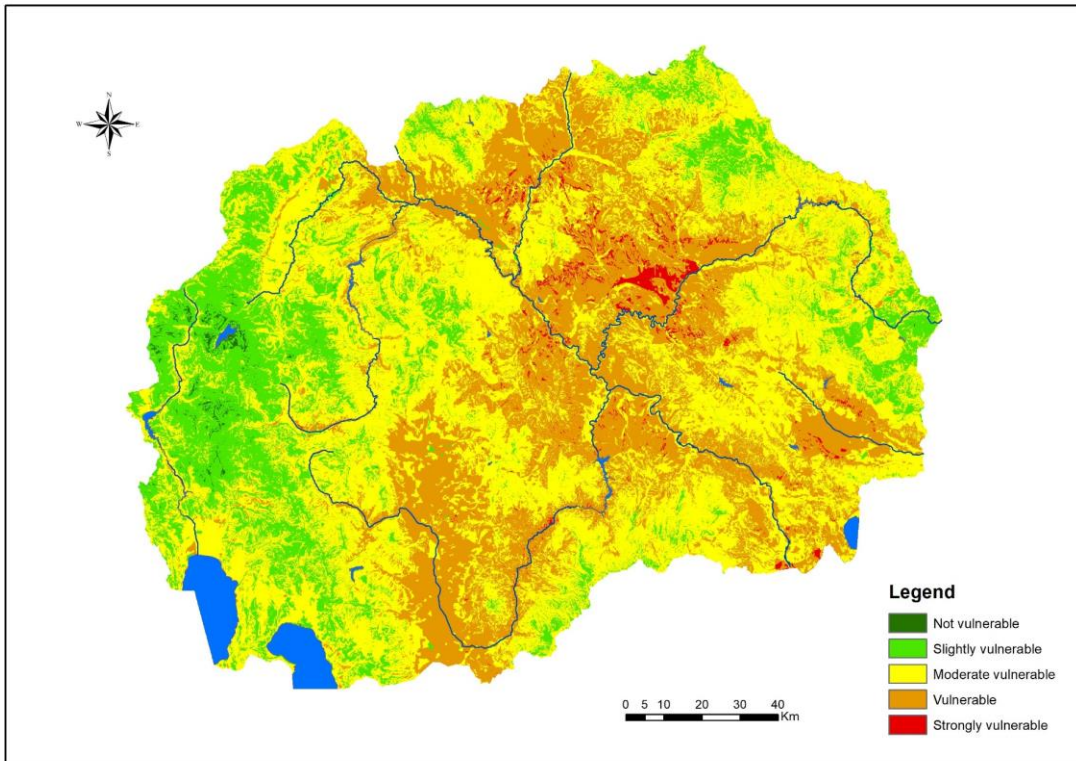 N
W E
S
Legend
Not vulnerable
Slightly vulnerable
Moderate vulnerable
Vulnerable
Strongly vulnerable
0 5 10 20 30 40
Km